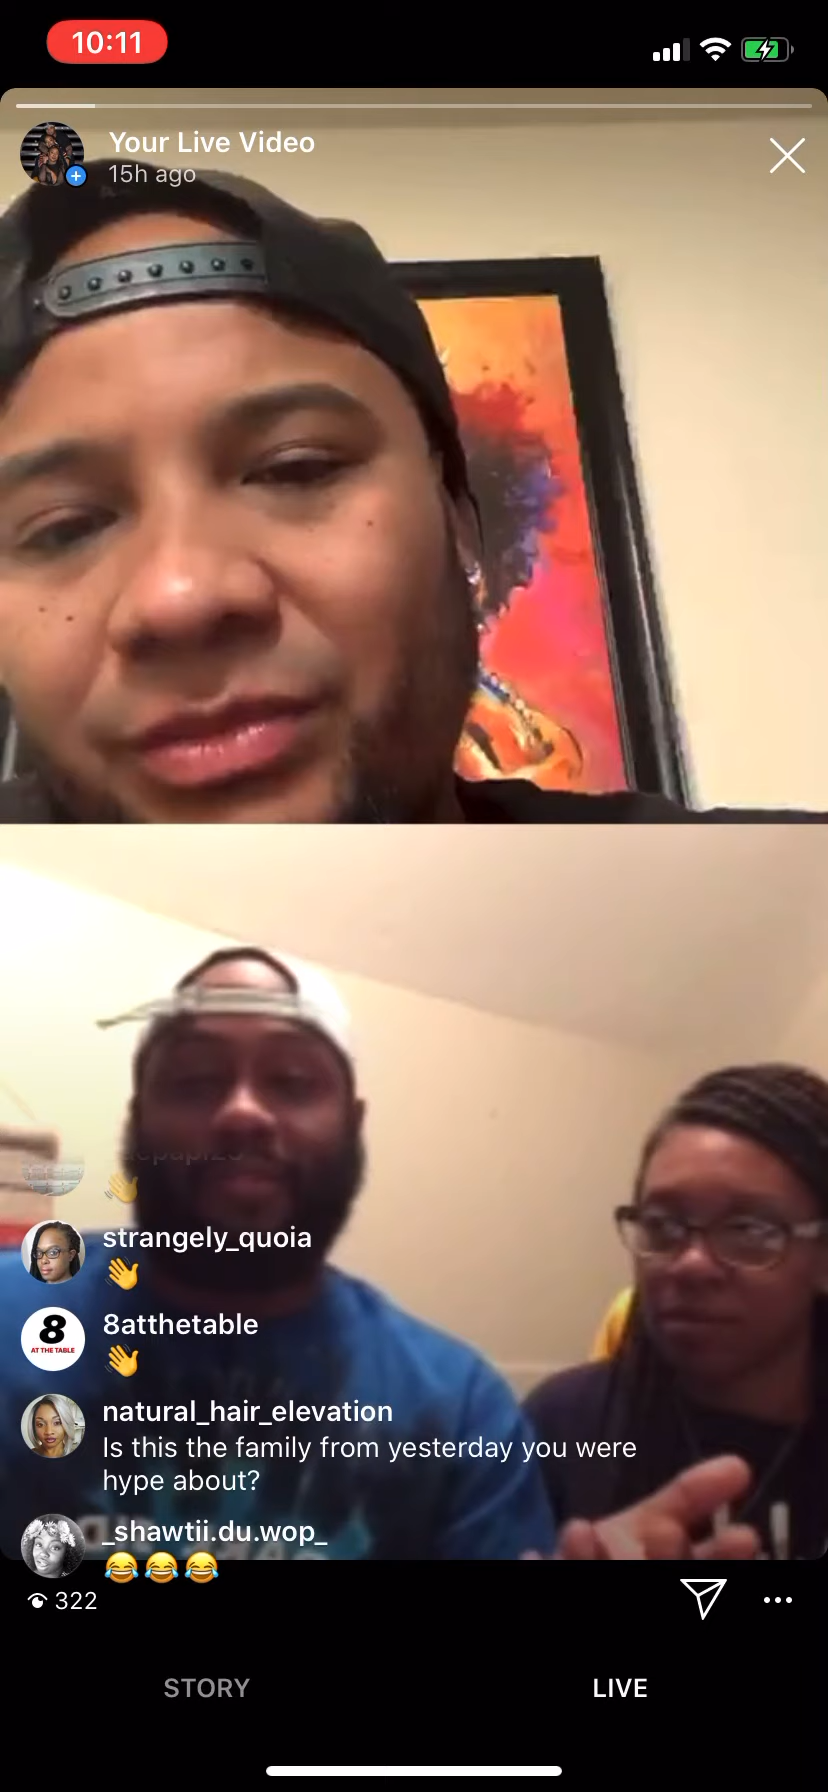 10:11
Your Live Video
15h ago
👋
strangely_quoia
👋
8atthetable
8
AT THE TABLE
👋
natural_hair_elevation
Is this the family from yesterday you were
hype about?
_shawtii.du.wop_
😂😂😂
322
STORY
LIVE